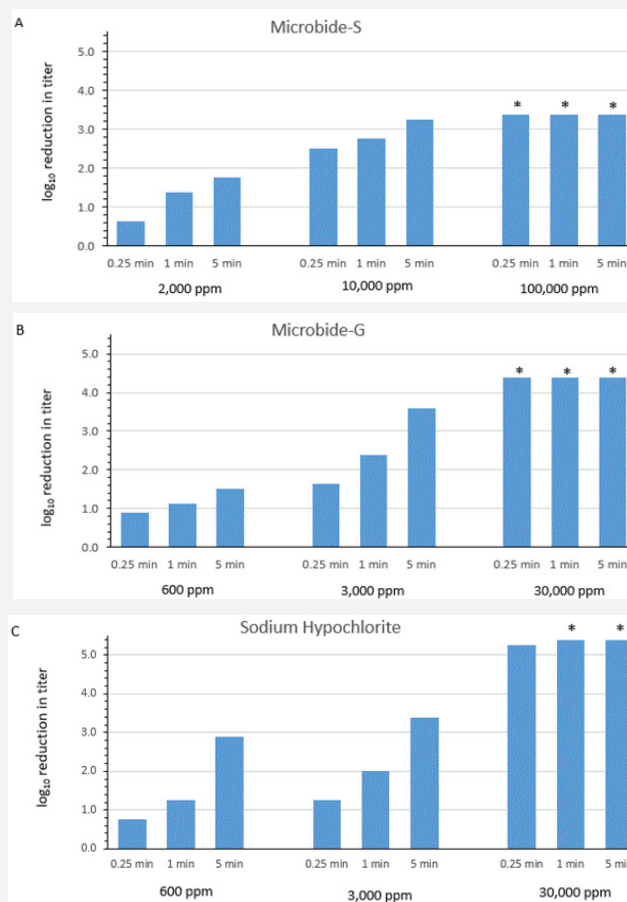 A
Microbide-S
5.0
4.0
3.0
2.0
1.0
0.0
log10 reduction in titer
* * *
0.25 min 1 min 5 min 0.25 min 1 min 5 min 0.25 min 1 min 5 min
2,000 ppm 10,000 ppm 100,000 ppm
B
Microbide-G
5.0
4.0
3.0
2.0
1.0
0.0
log10 reduction in titer
* * *
0.25 min 1 min 5 min 0.25 min 1 min 5 min 0.25 min 1 min 5 min
600 ppm 3,000 ppm 30,000 ppm
C
Sodium Hypochlorite
5.0
4.0
3.0
2.0
1.0
0.0
log10 reduction in titer
* *
0.25 min 1 min 5 min 0.25 min 1 min 5 min 0.25 min 1 min 5 mi
600 ppm 3,000 ppm 30,000 ppm